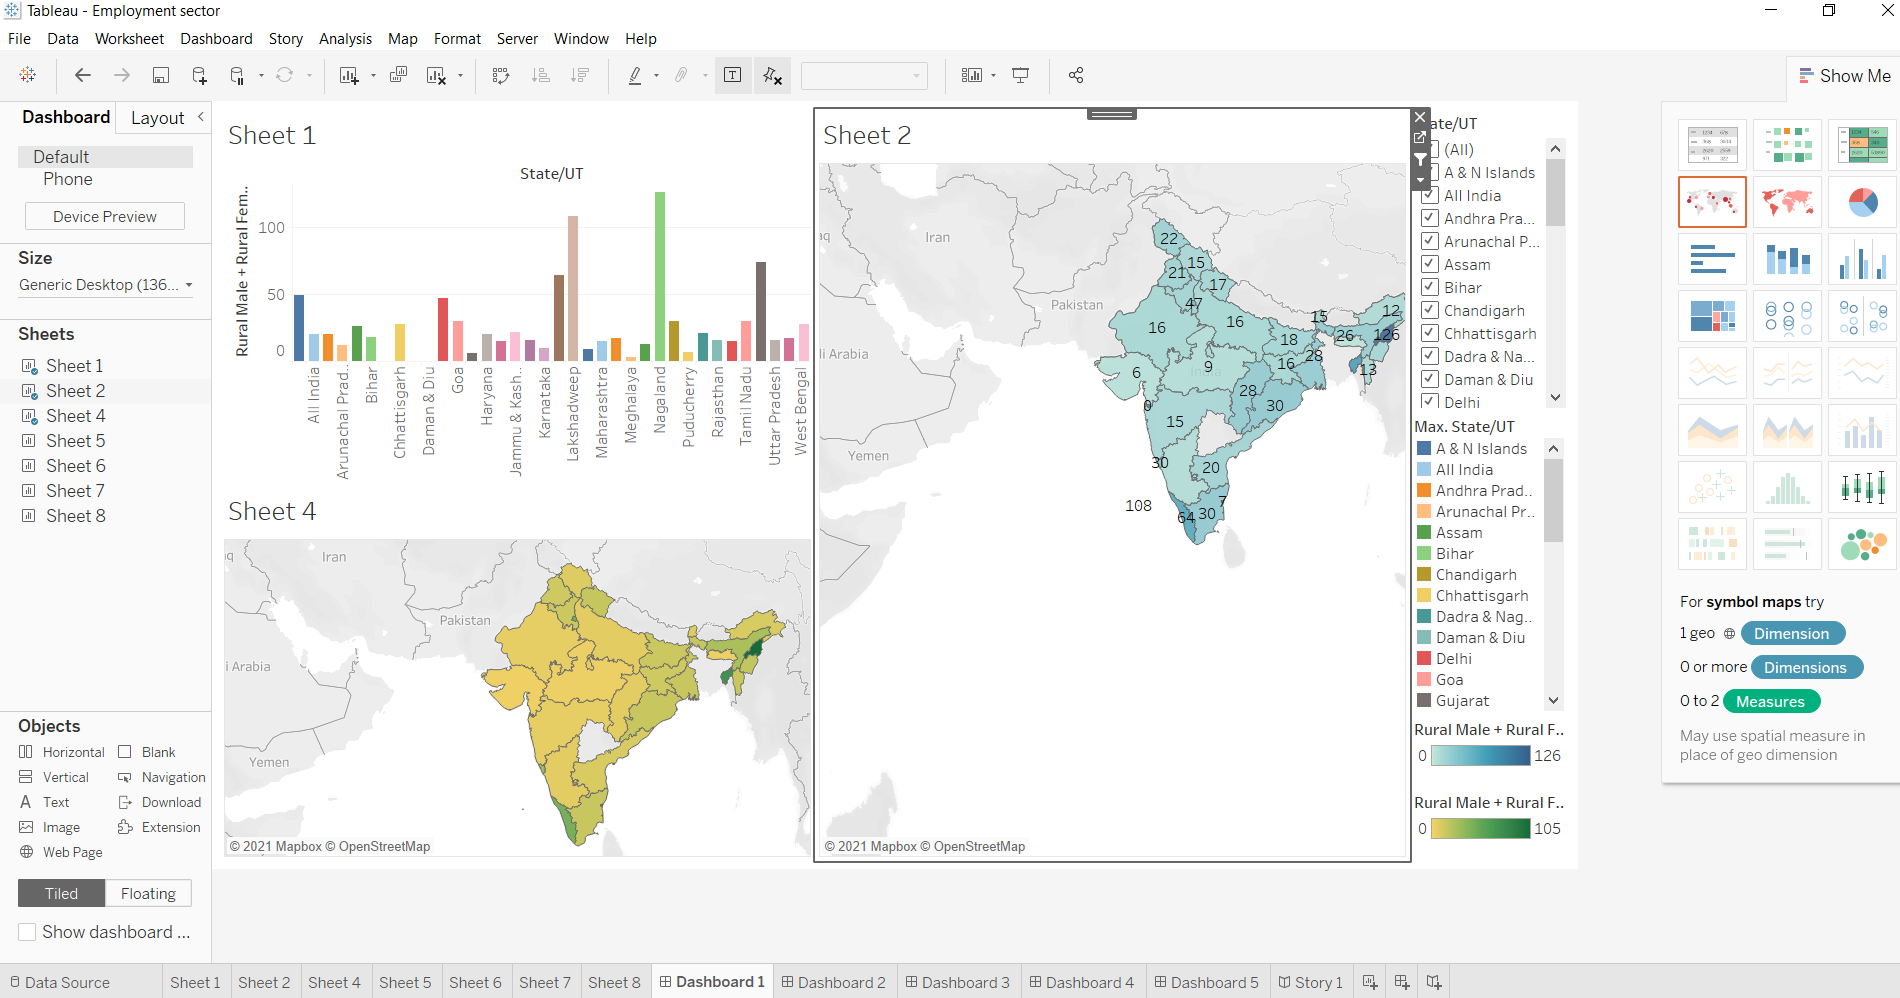 Tableau - Employment sector
File Data Worksheet Dashboard Story Analysis Map Format Server Window Help
Show Me
Dashboard Layout
Default
Phone
Device Preview
Size
Generic Desktop (136...
Sheets
Sheet 1
Sheet 2
Sheet 4
Sheet 5
Sheet 6
Sheet 7
Sheet 8
Objects
Horizontal Blank
Vertical Navigation
Text Download
Image Extension
Web Page
Tiled Floating
Show dashboard ...
Sheet 1
State/UT
Rural Male + Rural Fem..
100
50
0
All India
Arunachal Prad..
Bihar
Chhattisgarh
Daman & Diu
Goa
Haryana
Jammu & Kash..
Karnataka
Lakshadweep
Maharashtra
Meghalaya
Nagaland
Puducherry
Rajasthan
Tamil Nadu
Uttar Pradesh
West Bengal
Sheet 4
Iran
Pakistan
i Arabia
Yemen
© 2021 Mapbox © OpenStreetMap
Sheet 2
aq
Iran
Pakistan
li Arabia
Yemen
India
22
15
21
17
47
16
16
15
12
126
26
18
28
16
13
6
9
28
30
0
15
30
20
108
7
64
30
© 2021 Mapbox © OpenStreetMap
ate/UT
(All)
A & N Islands
All India
Andhra Pra...
Arunachal P...
Assam
Bihar
Chandigarh
Chhattisgarh
Dadra & Na...
Daman & Diu
Delhi
Max. State/UT
A & N Islands
All India
Andhra Prad..
Arunachal Pr..
Assam
Bihar
Chandigarh
Chhattisgarh
Dadra & Nag..
Daman & Diu
Delhi
Goa
Gujarat
Rural Male + Rural F..
0 126
Rural Male + Rural F..
0 105
For symbol maps try
1 geo Dimension
0 or more Dimensions
0 to 2 Measures
May use spatial measure in
place of geo dimension
Data Source Sheet 1 Sheet 2 Sheet 4 Sheet 5 Sheet 6 Sheet 7 Sheet 8 Dashboard 1 Dashboard 2 Dashboard 3 Dashboard 4 Dashboard 5 Story 1